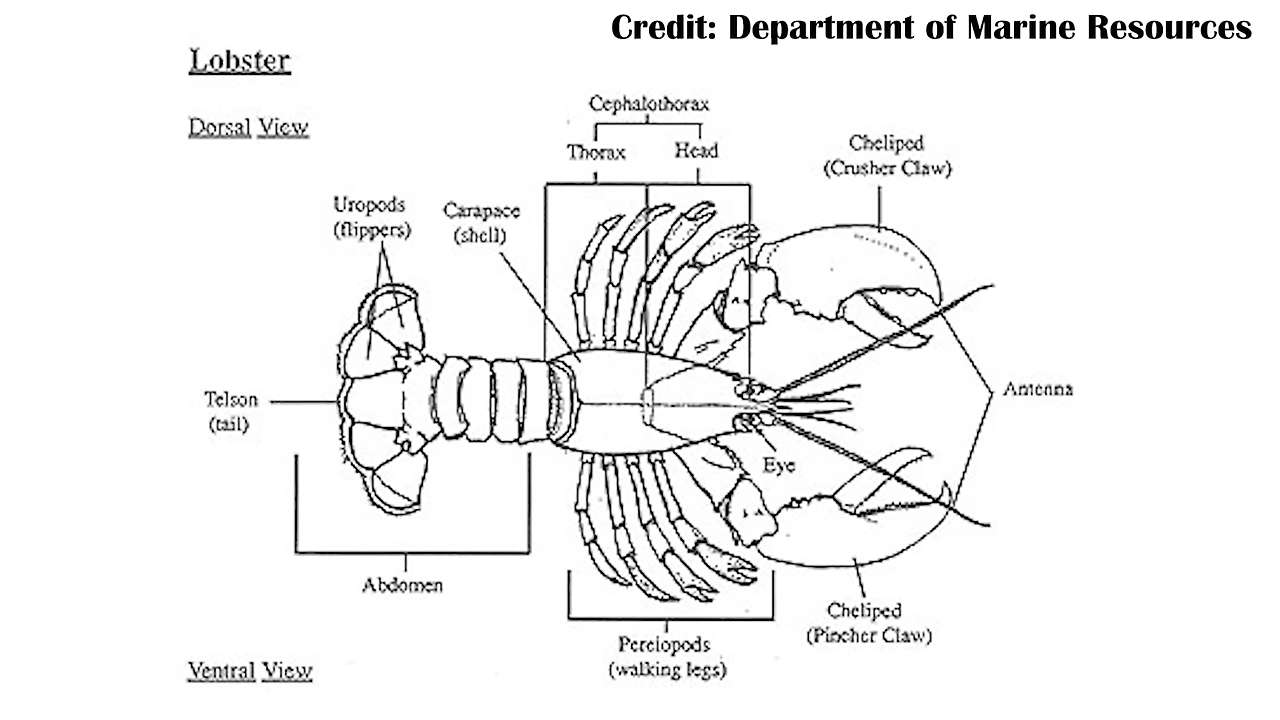 Credit: Department of Marine Resources
Lobster
Dorsal View
Cephalothorax
Thorax
Head
Cheliped
(Crusher Claw)
Uropods
(flippers)
Carapace
(shell)
Telson
(tail)
Antenna
Eye
Abdomen
Pereiopods
(walking legs)
Cheliped
(Pincher Claw)
Ventral View